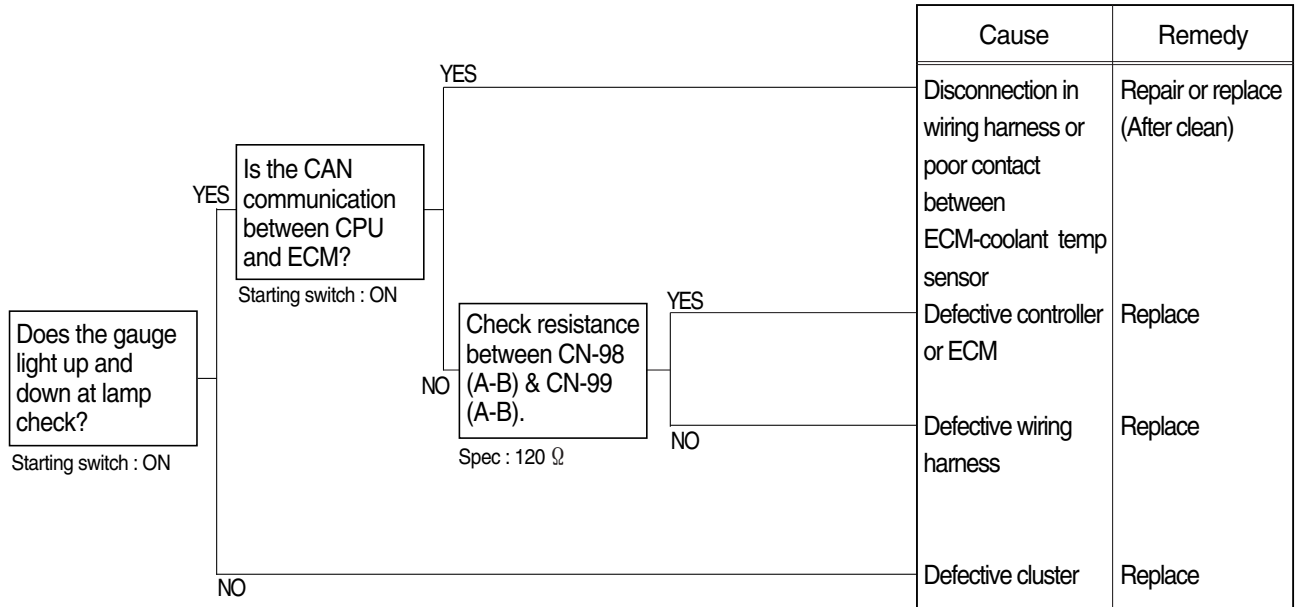 Cause
Remedy
YES
Disconnection in
wiring harness or
poor contact
between
ECM-coolant temp
sensor
Repair or replace
(After clean)
YES
Is the CAN
communication
between CPU
and ECM?
Starting switch : ON
YES
Does the gauge
light up and
down at lamp
check?
Starting switch : ON
NO
Check resistance
between CN-98
(A-B) & CN-99
(A-B).
Spec : 120 Ω
Defective controller
or ECM
Replace
NO
Defective wiring
harness
Replace
NO
Defective cluster
Replace